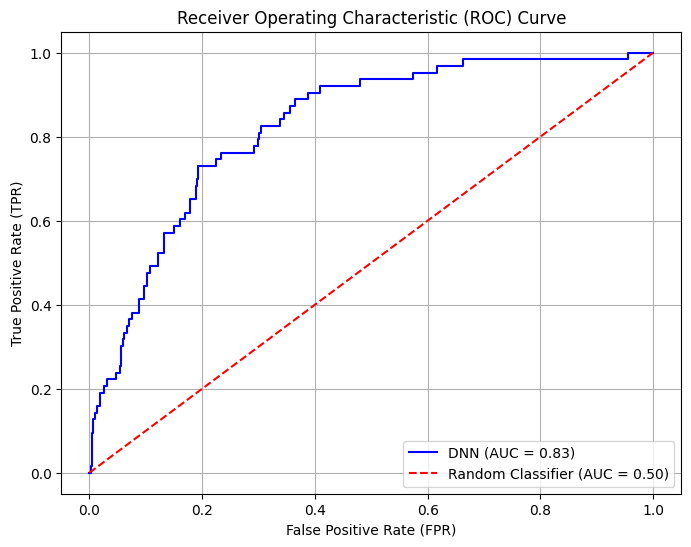 Receiver Operating Characteristic (ROC) Curve
True Positive Rate (TPR)
1.0
0.8
0.6
0.4
0.2
0.0
DNN (AUC = 0.83)
Random Classifier (AUC = 0.50)
0.0 0.2 0.4 0.6 0.8 1.0
False Positive Rate (FPR)